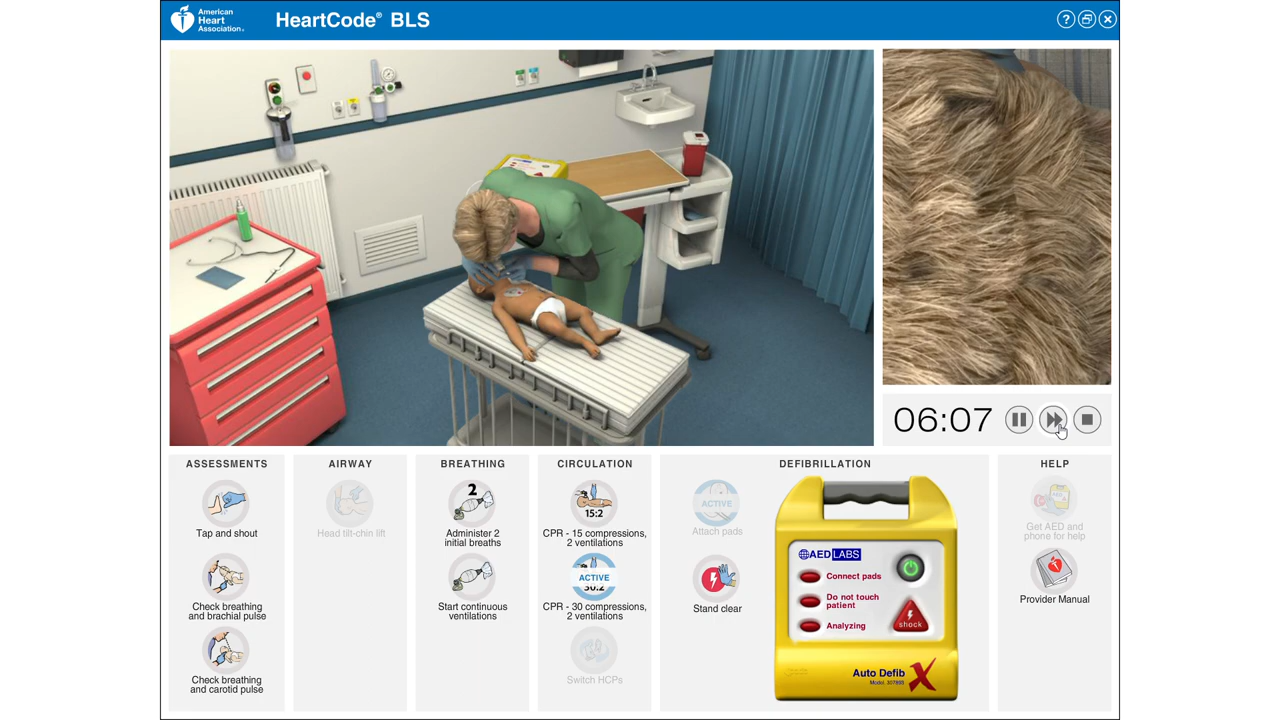 American
Heart
Association®
HeartCode® BLS
?
06:07
ASSESSMENTS
Tap and shout
Check breathing
and brachial pulse
Check breathing
and carotid pulse
AIRWAY
Head tilt-chin lift
BREATHING
2
Administer 2
initial breaths
Start continuous
ventilations
CIRCULATION
15:2
CPR - 15 compressions,
2 ventilations
ACTIVE
30:2
CPR - 30 compressions,
2 ventilations
Switch HCPs
DEFIBRILLATION
ACTIVE
Attach pads
Stand clear
AED LABS
Connect pads
Do not touch
patient
Analyzing
shock
Auto Defib X
HELP
Get AED and
phone for help
Provider Manual